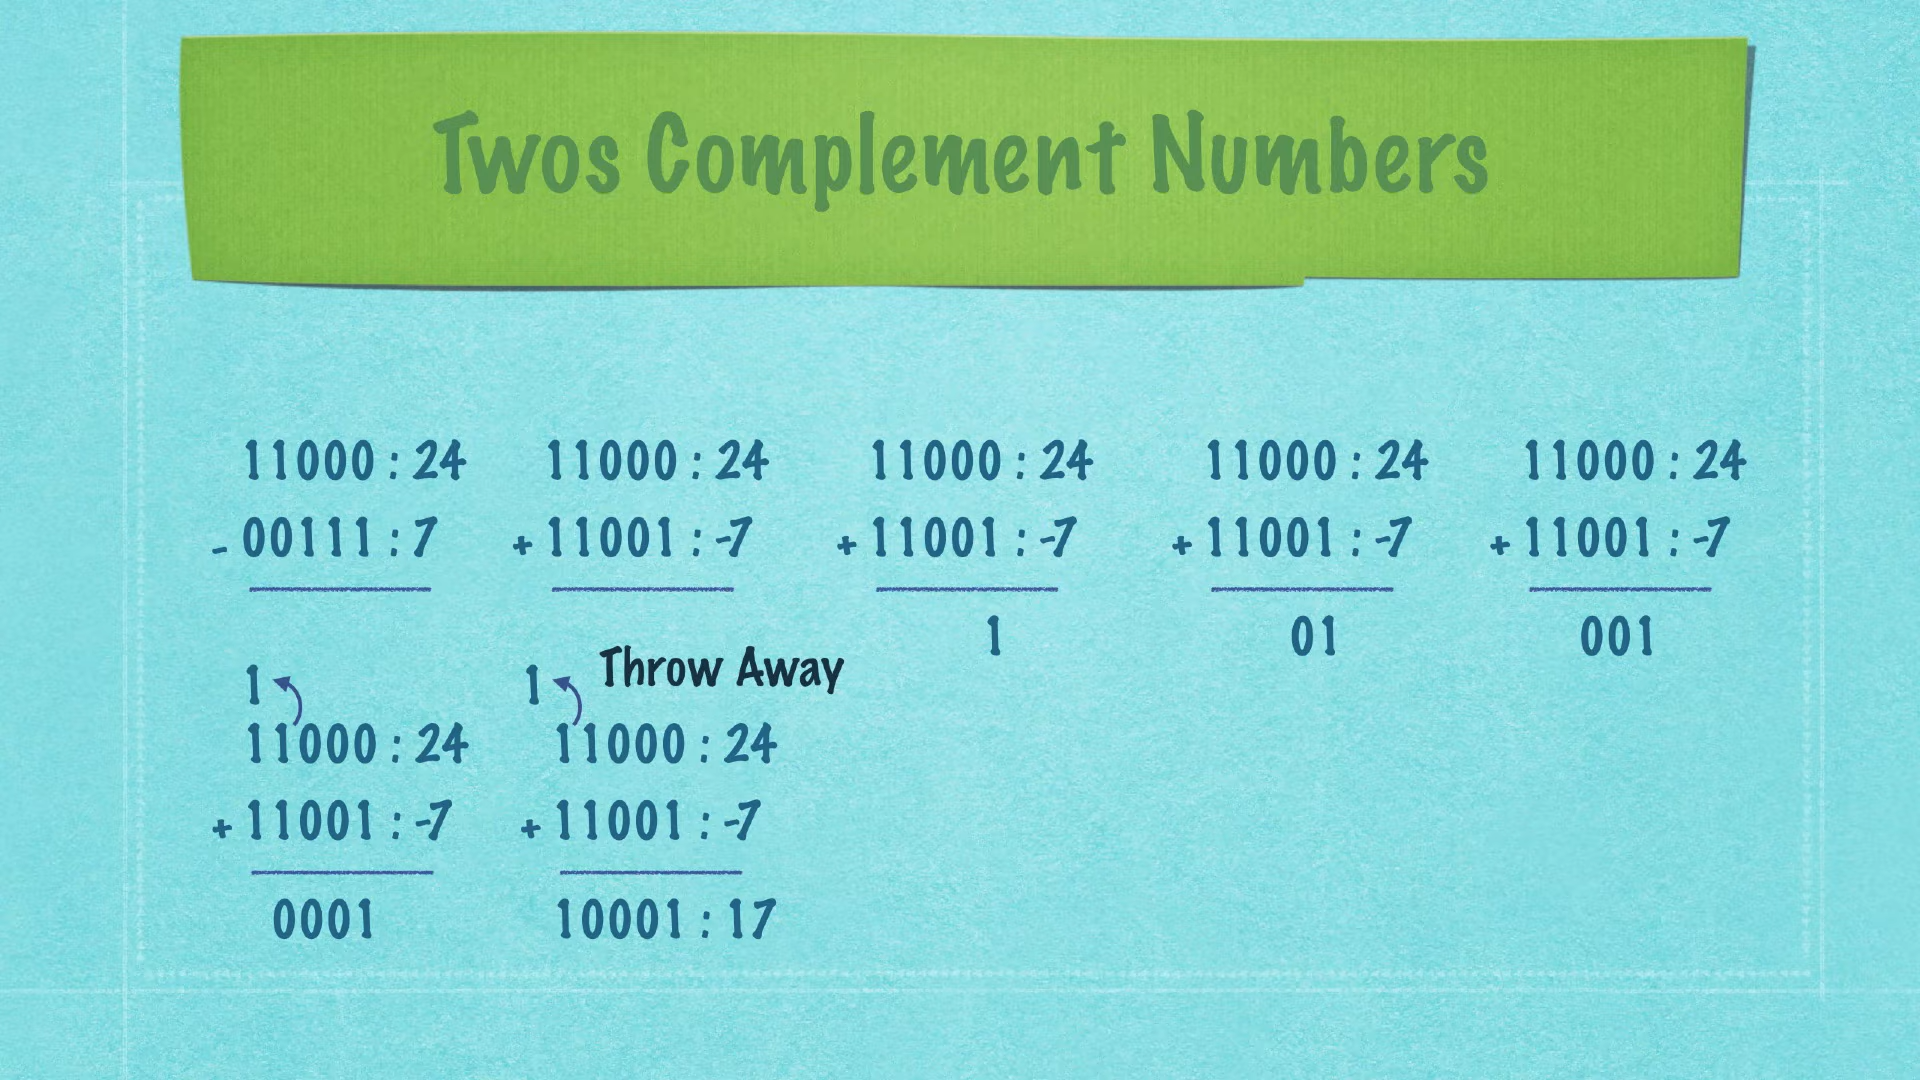 Twos Complement Numbers
11000 : 24
- 00111 : 7
11000 : 24
+ 11001 : -7
11000 : 24
+ 11001 : -7
1
11000 : 24
+ 11001 : -7
01
11000 : 24
+ 11001 : -7
001
1
11000 : 24
+ 11001 : -7
0001
1 Throw Away
11000 : 24
+ 11001 : -7
10001 : 17